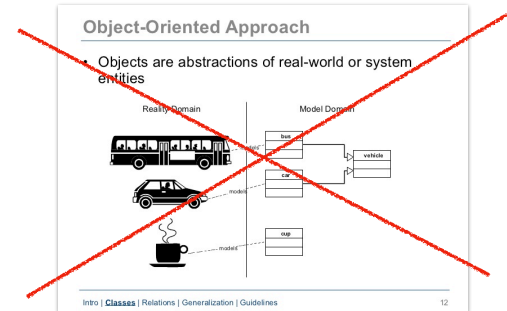 Object-Oriented Approach
• Objects are abstractions of real-world or system
entities
Reality Domain
Model Domain
bus
models
vehicle
car
models
cup
models
Intro | Classes | Relations | Generalization | Guidelines
12